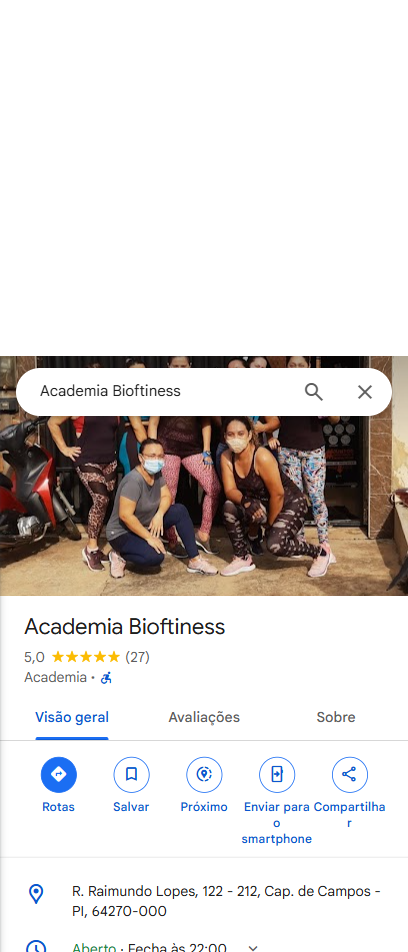 Academia Bioftiness
Academia Bioftiness
5,0 ★★★★★ (27)
Academia ·
Visão geral
Avaliações
Sobre
Rotas
Salvar
Próximo
Enviar para
o
smartphone
Compartilha
r
R. Raimundo Lopes, 122 - 212, Cap. de Campos -
PI, 64270-000
Aberto · Fecha às 22:00